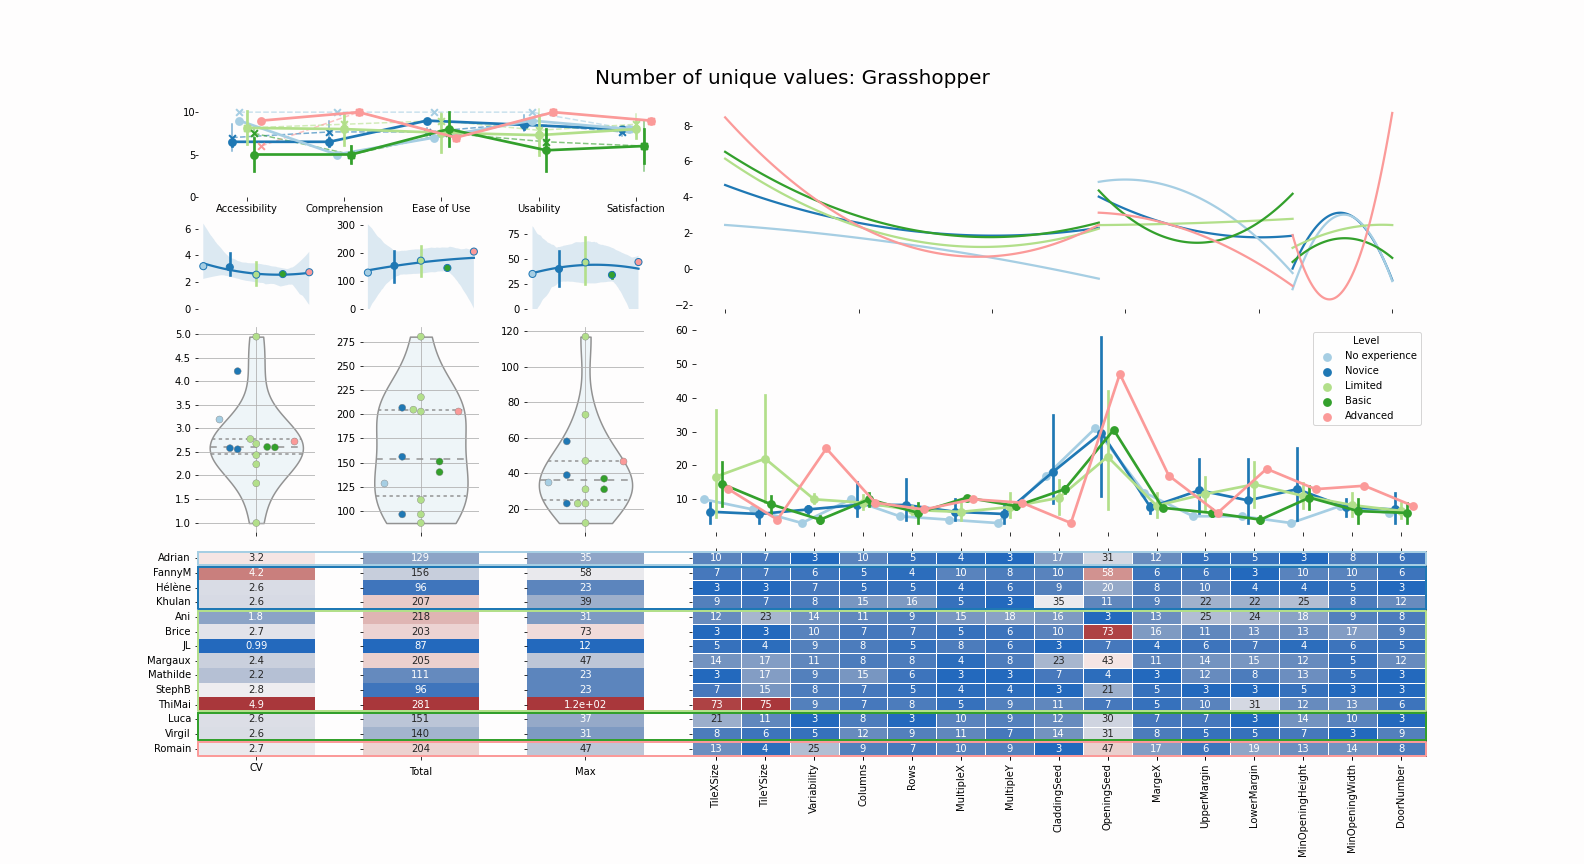 Number of unique values: Grasshopper
10
5
0
Accessibility Comprehension Ease of Use Usability Satisfaction
8
6
4
2
0
−2
6
4
2
0
300
200
100
0
75
50
25
0
5.0
4.5
4.0
3.5
3.0
2.5
2.0
1.5
1.0
275
250
225
200
175
150
125
100
120
100
80
60
40
20
60
50
40
30
20
10
Level
No experience
Novice
Limited
Basic
Advanced
Adrian 3.2 129 35 10 7 3 10 5 4 3 17 31 12 5 5 3 8 6
FannyM 4.2 156 58 7 7 6 5 4 10 8 10 58 6 6 3 10 10 6
Hélène 2.6 96 23 3 3 7 5 5 4 6 9 20 8 10 4 4 5 3
Khulan 2.6 207 39 9 7 8 15 16 5 3 35 11 9 22 22 25 8 12
Ani 1.8 218 31 12 23 14 11 9 15 18 16 3 13 25 24 18 9 8
Brice 2.7 203 73 3 3 10 7 7 5 6 10 73 16 11 13 13 17 9
JL 0.99 87 12 5 4 9 8 5 8 6 3 7 4 6 7 4 6 5
Margaux 2.4 205 47 14 17 11 8 8 4 8 23 43 11 14 15 12 5 12
Mathilde 2.2 111 23 3 17 9 15 6 3 3 7 4 3 12 8 13 5 3
StephB 2.8 96 23 7 15 8 7 5 4 4 3 21 5 3 3 5 3 3
ThiMai 4.9 281 1.2e+02 73 75 9 7 8 5 9 11 7 5 10 31 12 13 6
Luca 2.6 151 37 21 11 3 8 3 10 9 12 30 7 7 3 14 10 3
Virgil 2.6 140 31 8 6 5 12 9 11 7 14 31 8 5 5 7 3 9
Romain 2.7 204 47 13 4 25 9 7 10 9 3 47 17 6 19 13 14 8
CV Total Max TileXSize TileYSize Variability Columns Rows MultipleX MultipleY CladdingSeed OpeningSeed MargeX UpperMargin LowerMargin MinOpeningHeight MinOpeningWidth DoorNumber